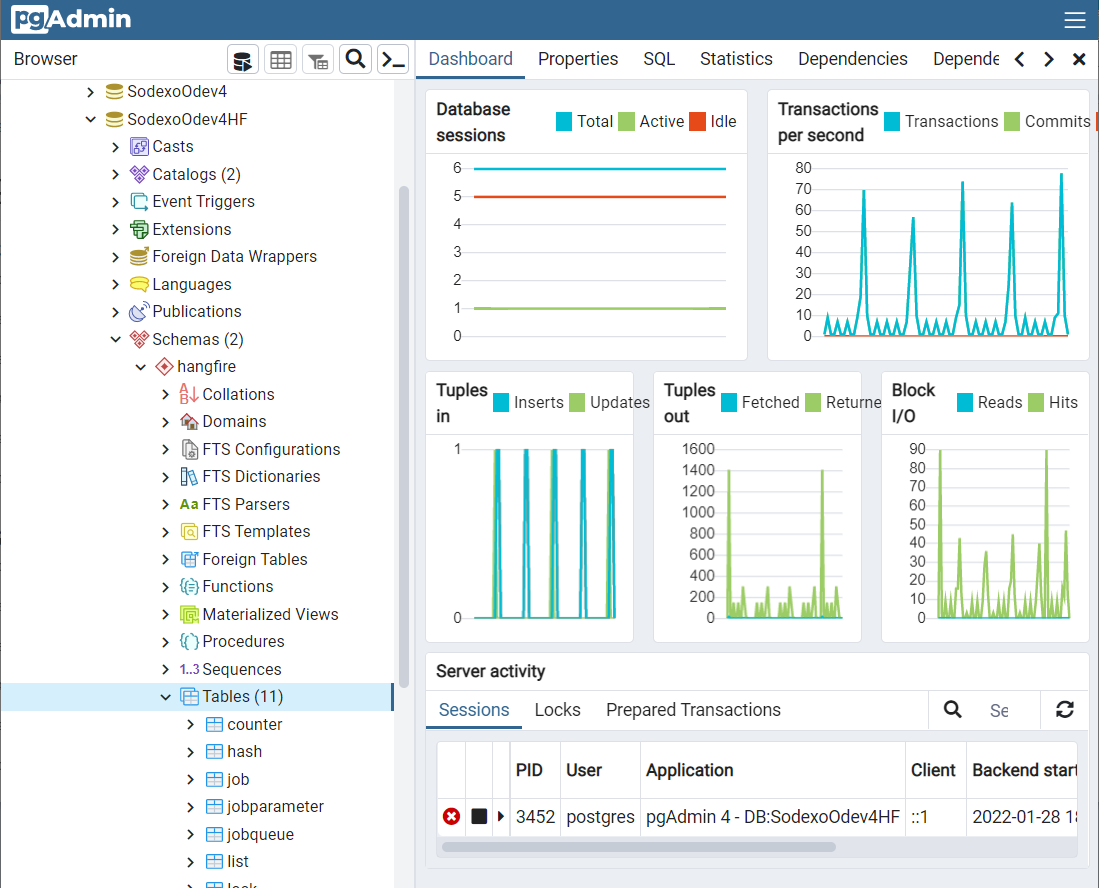 pgAdmin
Browser
Dashboard Properties SQL Statistics Dependencies Depende
SodexoOdev4
SodexoOdev4HF
Casts
Catalogs (2)
Event Triggers
Extensions
Foreign Data Wrappers
Languages
Publications
Schemas (2)
hangfire
Collations
Domains
FTS Configurations
FTS Dictionaries
Aa FTS Parsers
FTS Templates
Foreign Tables
Functions
Materialized Views
Procedures
1..3 Sequences
Tables (11)
counter
hash
job
jobparameter
jobqueue
list
Database sessions
Total Active Idle
6
5
4
3
2
1
0
Transactions per second
Transactions Commits
80
70
60
50
40
30
20
10
0
Tuples in
Inserts Updates
1
0
Tuples out
Fetched Returne
1600
1400
1200
1000
800
600
400
200
0
Block I/O
Reads Hits
90
80
70
60
50
40
30
20
10
0
Server activity
Sessions Locks Prepared Transactions Se
PID User Application Client Backend start
3452 postgres pgAdmin 4 - DB:SodexoOdev4HF ::1 2022-01-28 18